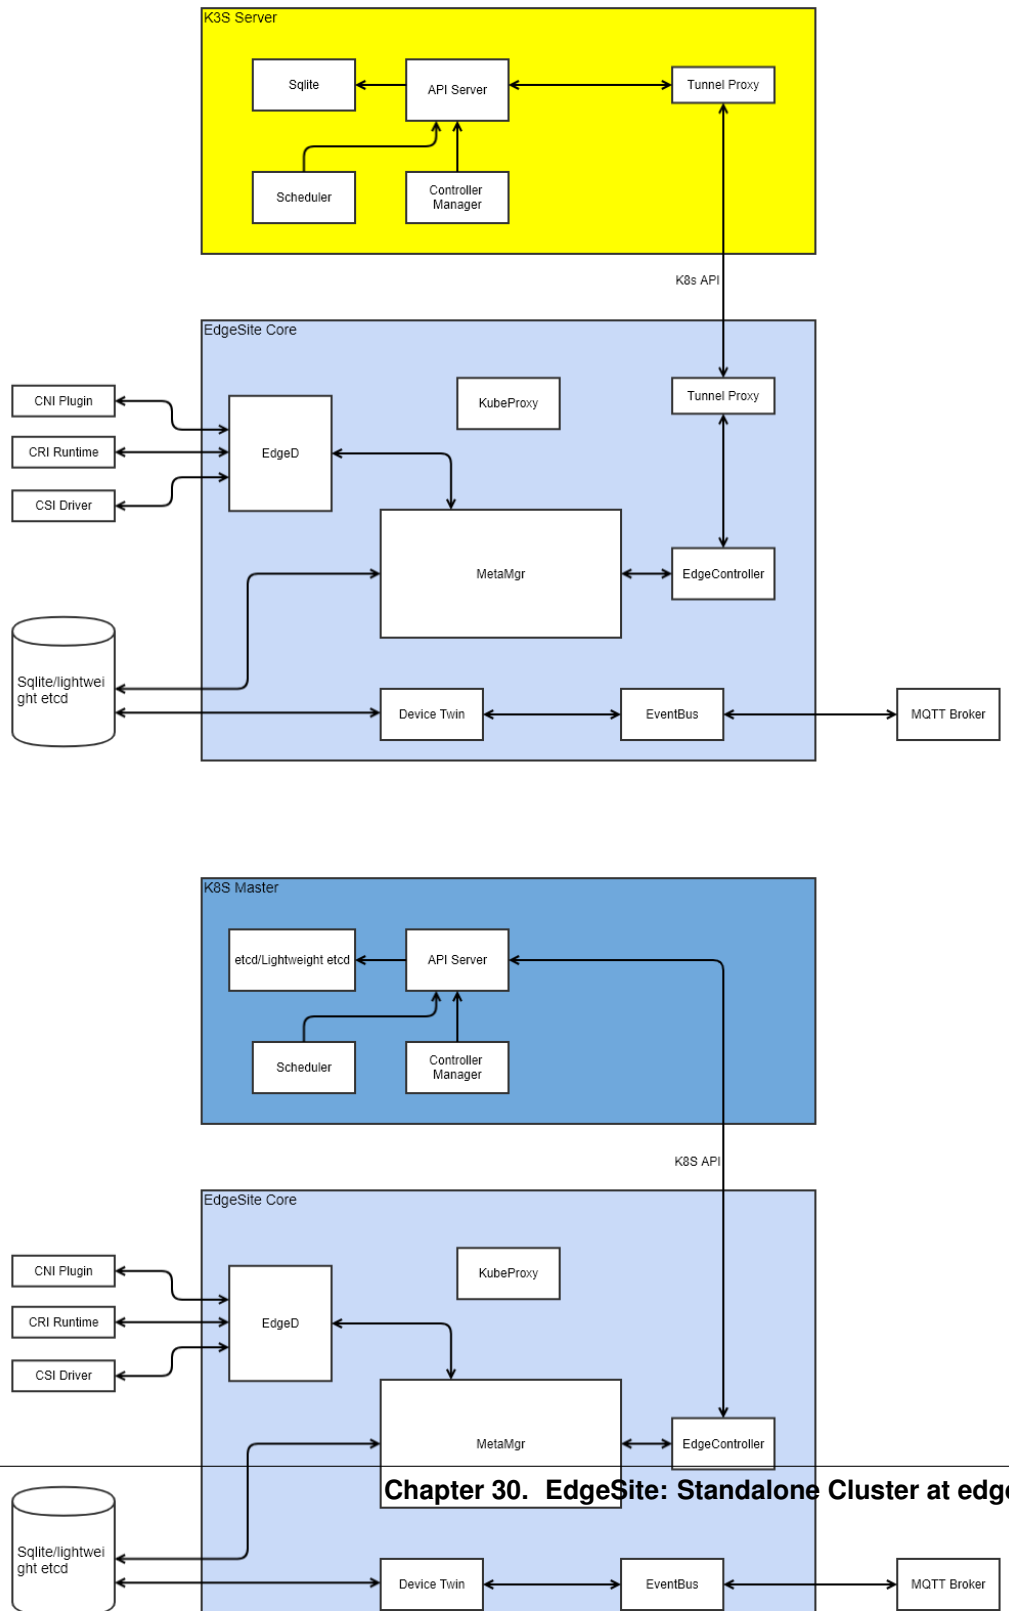 K3S Server
Sqlite
API Server
Tunnel Proxy
Scheduler
Controller
Manager
K8s API
EdgeSite Core
CNI Plugin
KubeProxy
Tunnel Proxy
CRI Runtime
EdgeD
CSI Driver
MetaMgr
EdgeController
Sqlite/lightwei
ght etcd
Device Twin
EventBus
MQTT Broker
K8S Master
etcd/Lightweight etcd
API Server
Scheduler
Controller
Manager
K8S API
EdgeSite Core
CNI Plugin
KubeProxy
CRI Runtime
EdgeD
CSI Driver
MetaMgr
EdgeController
Chapter 30. EdgeSite: Standalone Cluster at edge
Sqlite/lightwei
ght etcd
Device Twin
EventBus
MQTT Broker